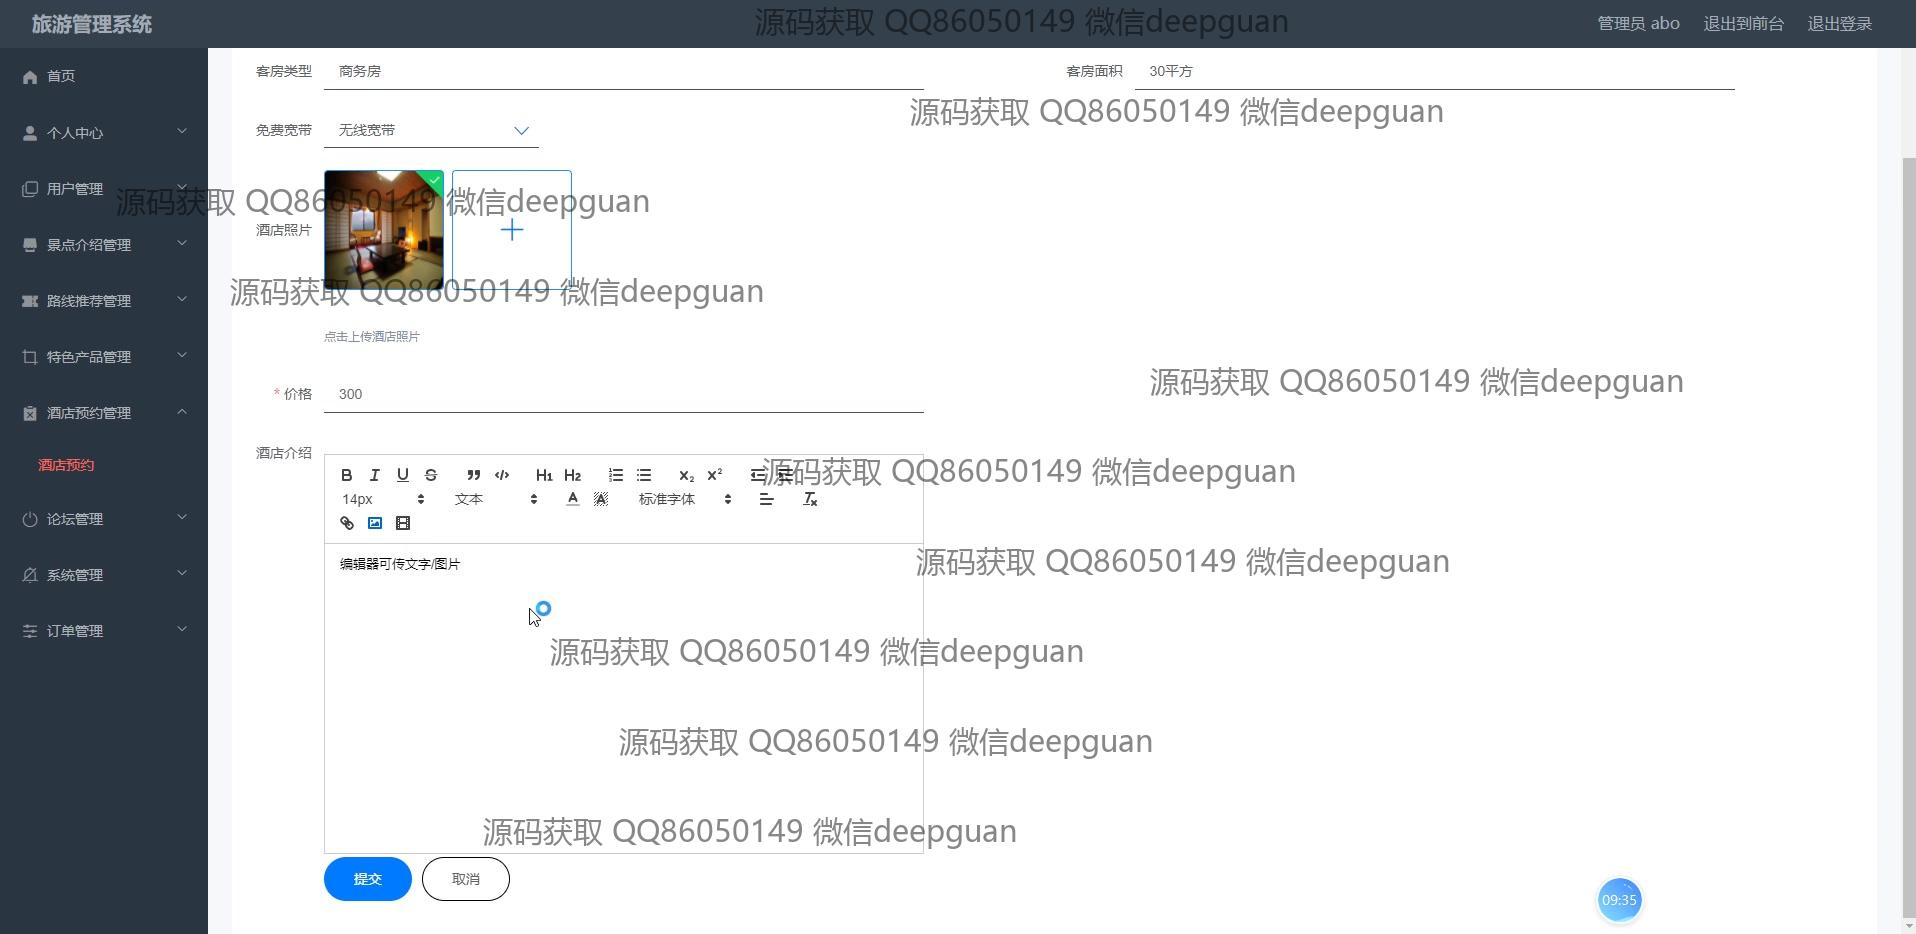 旅游管理系统
源码获取 QQ86050149 微信deepguan
管理员 abo 退出到前台 退出登录
首页
个人中心
用户管理
景点介绍管理
路线推荐管理
特色产品管理
酒店预约管理
酒店预约
论坛管理
系统管理
订单管理
客房类型 商务房
客房面积 30平方
源码获取 QQ86050149 微信deepguan
免费宽带 无线宽带
源码获取 QQ86050149 微信deepguan
酒店照片
源码获取 QQ86050149 微信deepguan
点击上传酒店照片
源码获取 QQ86050149 微信deepguan
* 价格 300
酒店介绍
源码获取 QQ86050149 微信deepguan
H1 H2
14px 文本 标准字体
源码获取 QQ86050149 微信deepguan
编辑器可传文字/图片
源码获取 QQ86050149 微信deepguan
源码获取 QQ86050149 微信deepguan
源码获取 QQ86050149 微信deepguan
提交 取消
09:35